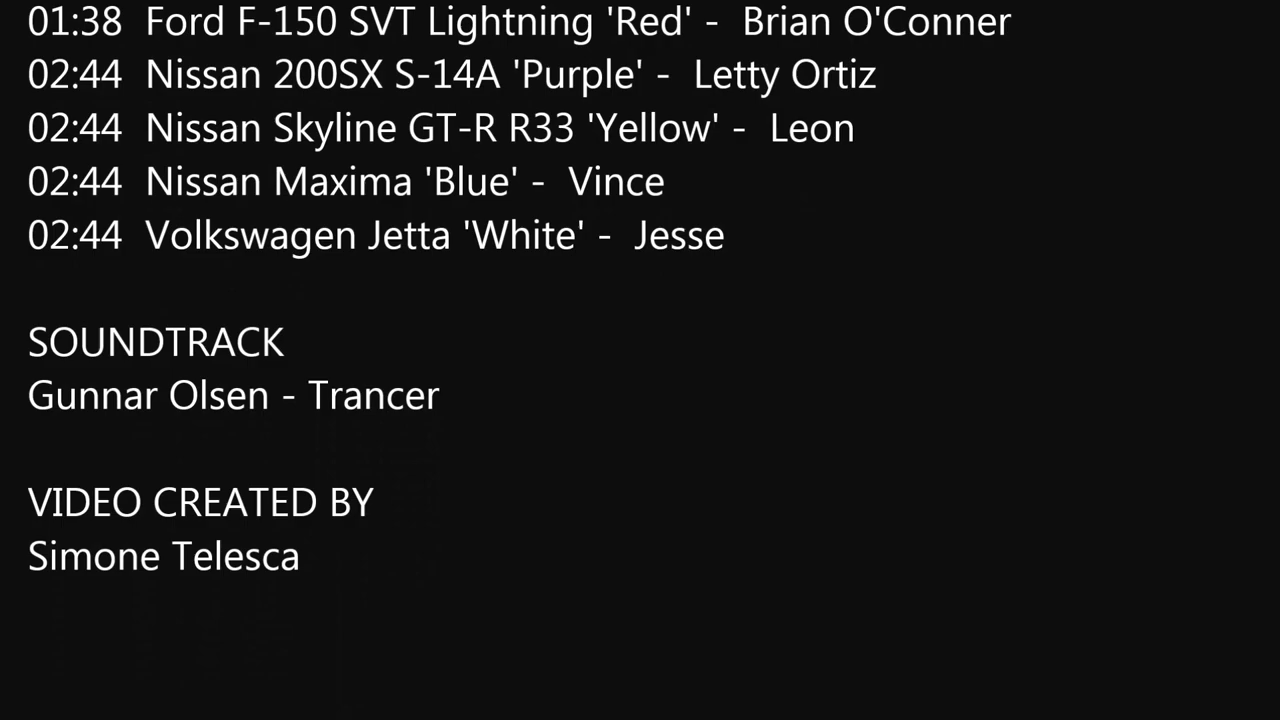 01:38 Ford F-150 SVT Lightning 'Red' - Brian O'Conner
02:44 Nissan 200SX S-14A 'Purple' - Letty Ortiz
02:44 Nissan Skyline GT-R R33 'Yellow' - Leon
02:44 Nissan Maxima 'Blue' - Vince
02:44 Volkswagen Jetta 'White' - Jesse
SOUNDTRACK
Gunnar Olsen - Trancer
VIDEO CREATED BY
Simone Telesca